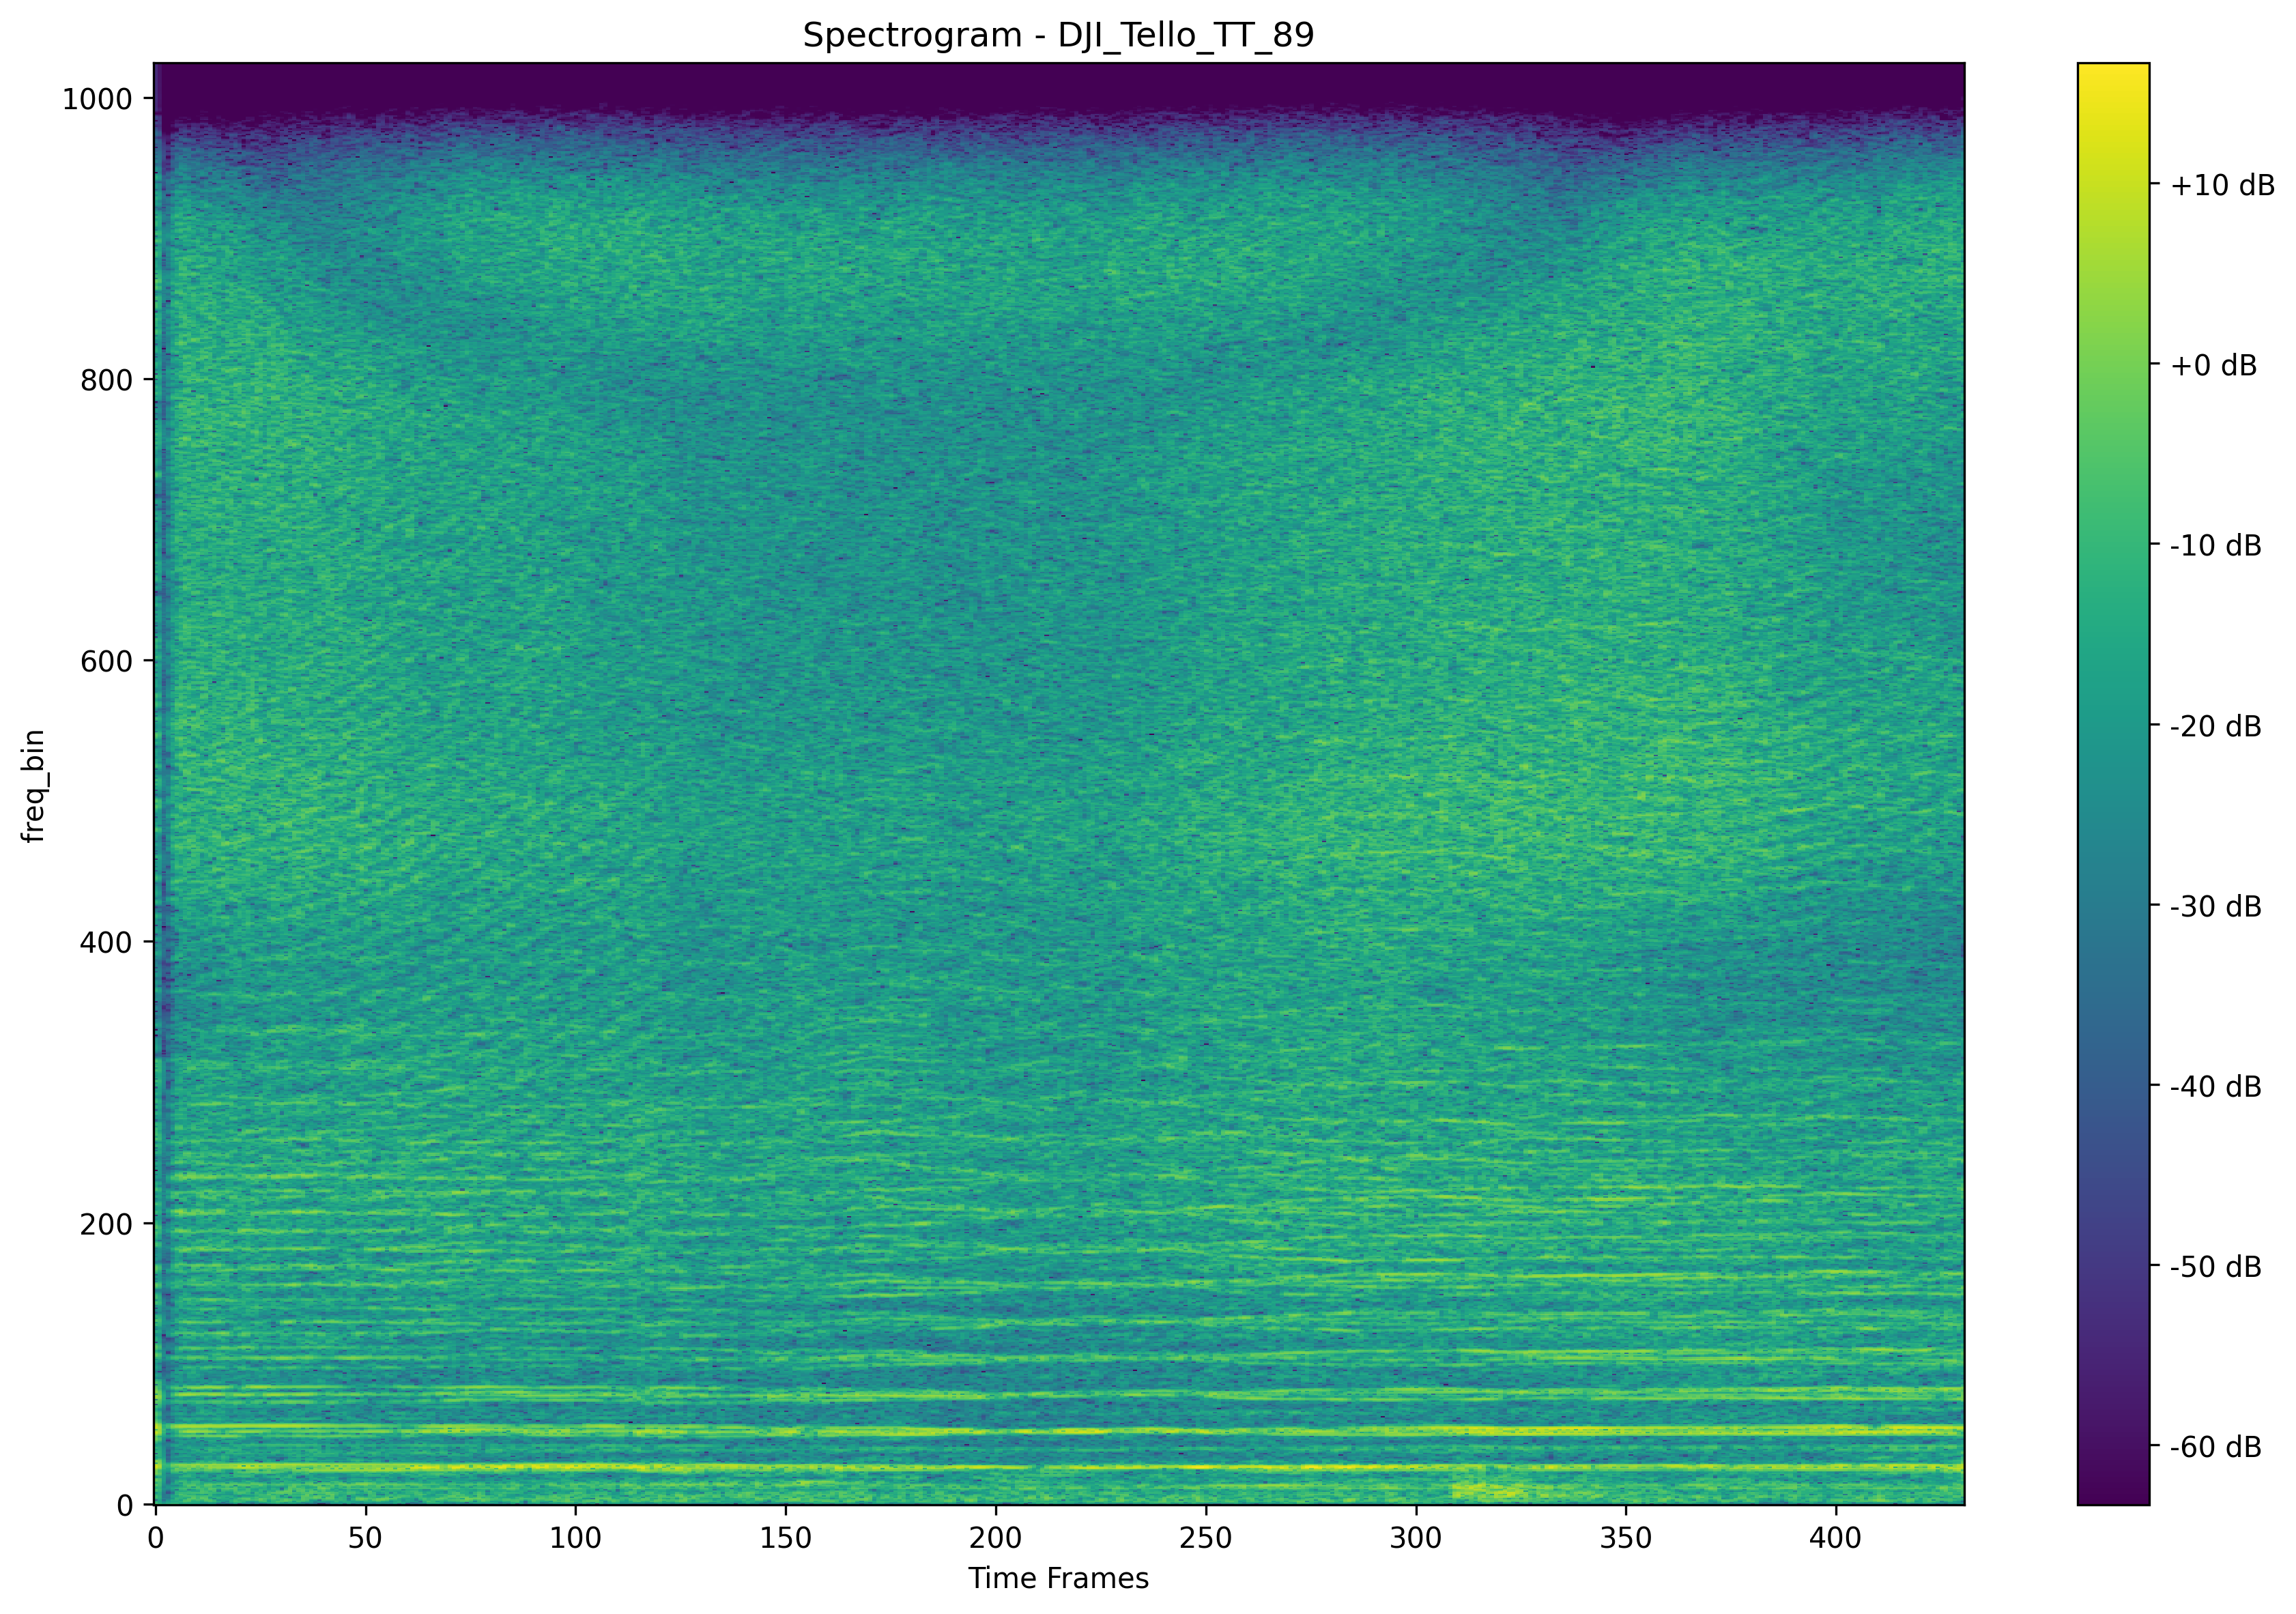 Spectrogram - DJI_Tello_TT_89
1000
800
600
400
200
0
freq_bin
0 50 100 150 200 250 300 350 400
Time Frames
+10 dB
+0 dB
-10 dB
-20 dB
-30 dB
-40 dB
-50 dB
-60 dB